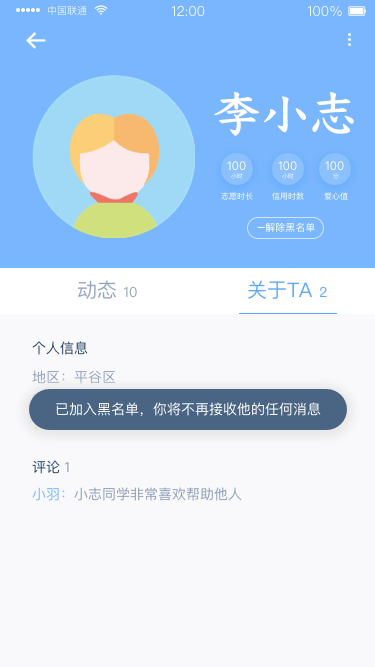 中国联通 12:00 100%
李小志
100 100 100
小时 小时 分
志愿时长 信用时数 爱心值
一解除黑名单
动态 10 关于TA 2
个人信息
地区：平谷区
已加入黑名单，你将不再接收他的任何消息
评论 1
小羽：小志同学非常喜欢帮助他人